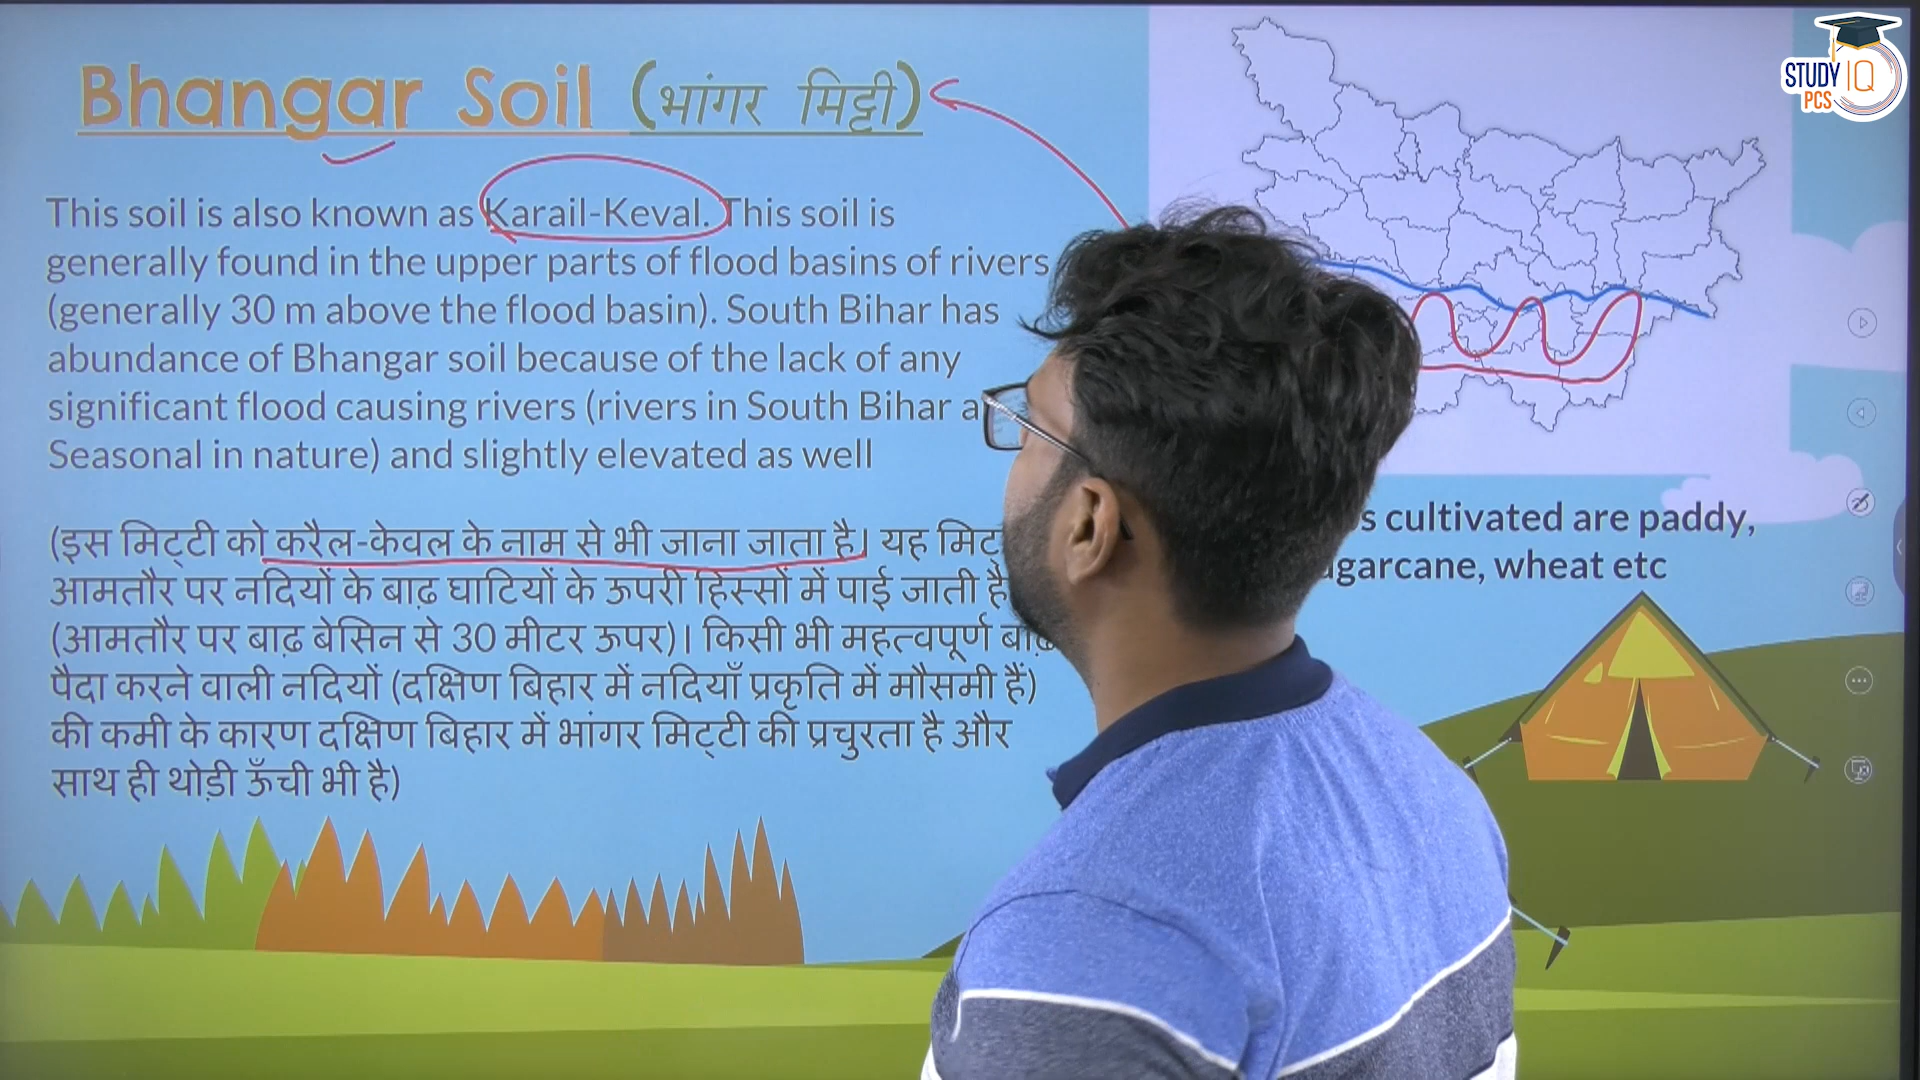 Bhangar Soil (भांगर मिट्टी)
This soil is also known as Karail-Keval. This soil is
generally found in the upper parts of flood basins of rivers
(generally 30 m above the flood basin). South Bihar has
abundance of Bhangar soil because of the lack of any
significant flood causing rivers (rivers in South Bihar
Seasonal in nature) and slightly elevated as well
(इस मिट्टी को करैल-केवल के नाम से भी जाना जाता है। यह
आमतौर पर नदियों के बाढ़ घाटियों के ऊपरी हिस्सों में पाई जाती है
(आमतौर पर बाढ़ बेसिन से 30 मीटर ऊपर)। किसी भी महत्वपूर्ण बाढ़
पैदा करने वाली नदियों (दक्षिण बिहार में नदियाँ प्रकृति में मौसमी हैं)
की कमी के कारण दक्षिण बिहार में भांगर मिट्टी की प्रचुरता है और
साथ ही थोड़ी ऊँची भी है)
cultivated are paddy,
wheat etc
STUDY IQ
PCS